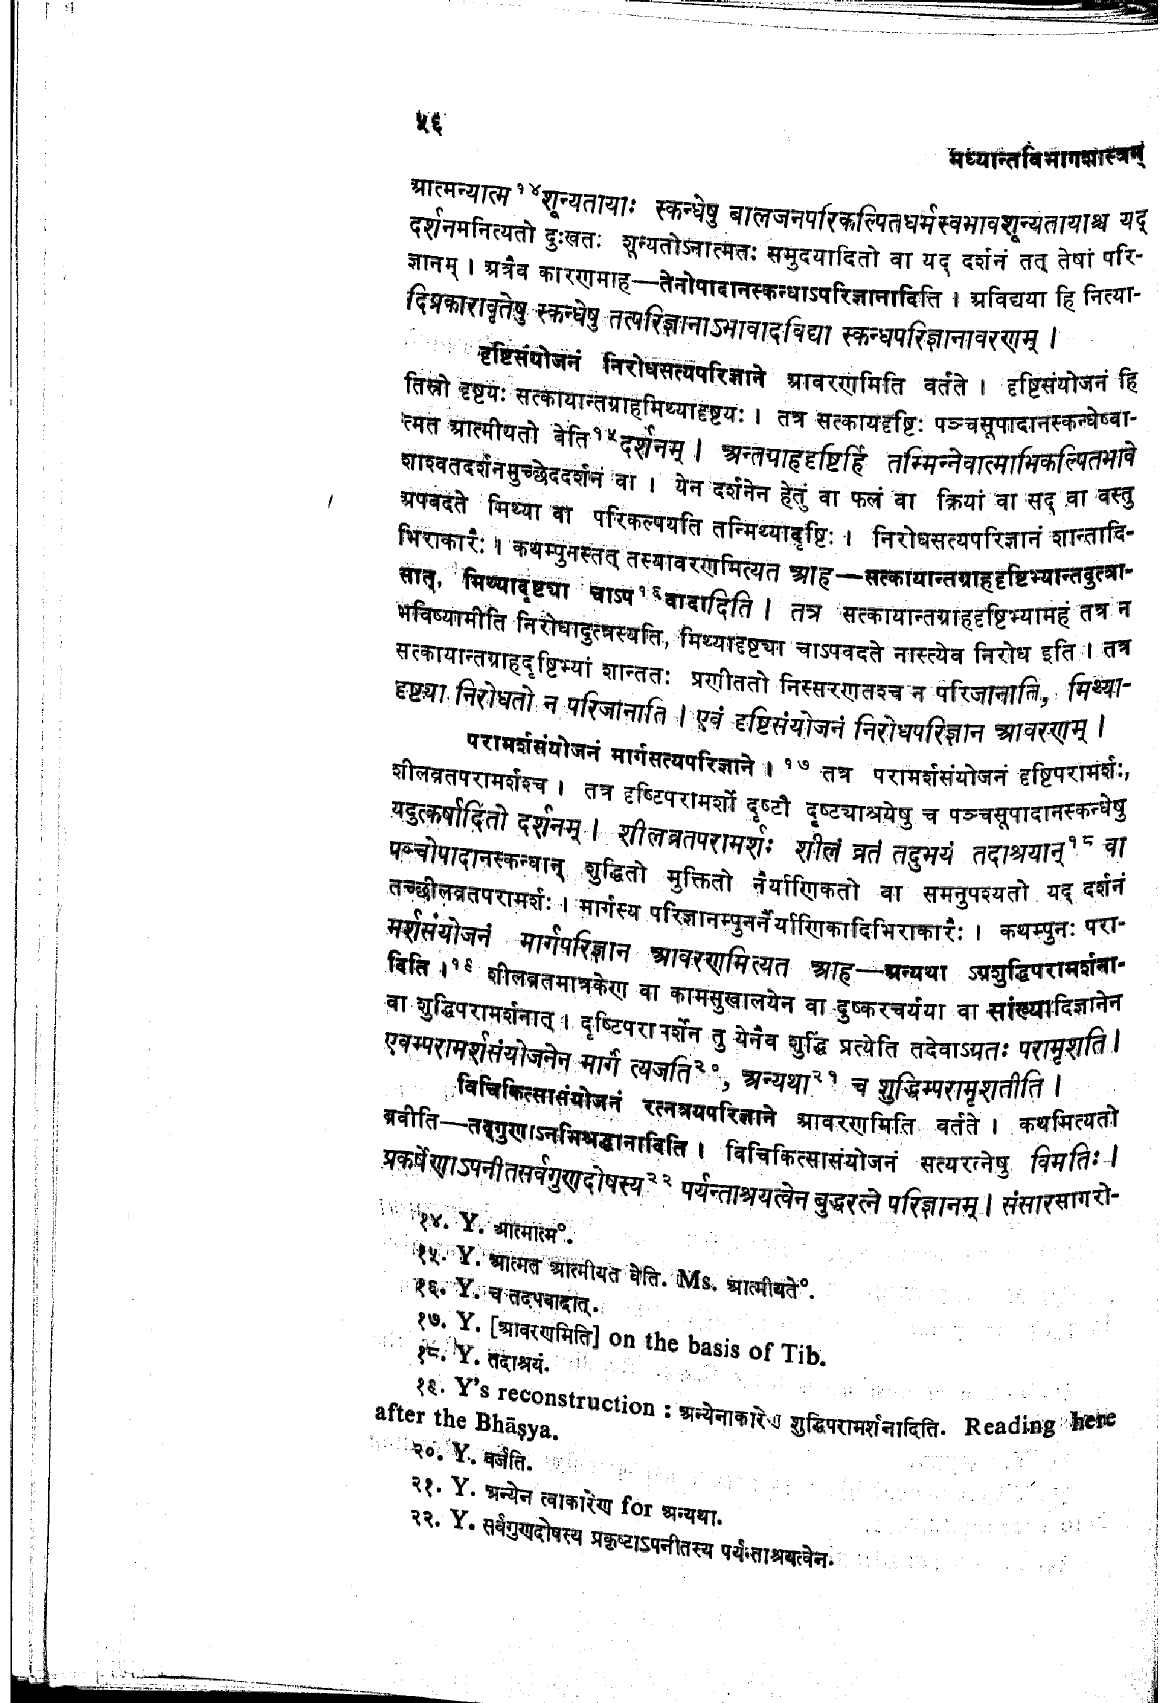 ५६
मध्यान्तविभागशास्त्रम्
आत्मन्यात्म१४शून्यतायाः स्कन्धेषु बालजनपरिकल्पितधर्मस्वभावशून्यतायाश्च यद्
दर्शनमनित्यतो दुःखतः शून्यतोऽनात्मतः समुदयादितो वा यद् दर्शनं तत् तेषां परि-
ज्ञानम् । अत्रैव कारणमाह—तेनोपादानस्कन्धाऽपरिज्ञानादिति । अविद्यया हि नित्या-
दिप्रकारावृतेषु स्कन्धेषु तत्परिज्ञानाऽभावादविद्या स्कन्धपरिज्ञानावरणम् ।
दृष्टिसंयोजनं निरोधसत्यपरिज्ञाने आवरणमिति वर्तते । दृष्टिसंयोजनं हि
तिस्रो दृष्टयः सत्कायान्तग्राहमिथ्यादृष्टयः । तत्र सत्कायदृष्टिः पञ्चसूपादानस्कन्धेष्वा-
त्मत आत्मीयतो वेति१५दर्शनम् । अन्तग्राहदृष्टिर्हि तस्मिन्नेवात्माभिकल्पितभावे
शाश्वतदर्शनमुच्छेददर्शनं वा । येन दर्शनेन हेतुं वा फलं वा क्रियां वा सद् वा वस्तु
अपवदते मिथ्या वा परिकल्पयति तन्मिथ्यादृष्टिः । निरोधसत्यपरिज्ञानं शान्तादि-
भिराकारैः । कथम्पुनस्तत् तस्यावरणमित्यत आह—सत्कायान्तग्राहदृष्टिभ्यान्तदुत्त्रा-
सात्, मिथ्यादृष्ट्या चाऽप१६वादादिति । तत्र सत्कायान्तग्राहदृष्टिभ्यामहं तत्र न
भविष्यामीति निरोधादुत्त्रस्यति, मिथ्यादृष्ट्या चाऽपवदते नास्त्येव निरोध इति । तत्र
सत्कायान्तग्राहदृष्टिभ्यां शान्ततः प्रणीततो निस्सरणतश्च न परिजानाति, मिथ्या-
दृष्ट्या निरोधतो न परिजानाति । एवं दृष्टिसंयोजनं निरोधपरिज्ञान आवरणम् ।
परामर्शसंयोजनं मार्गसत्यपरिज्ञाने ।१७ तत्र परामर्शसंयोजनं दृष्टिपरामर्शः,
शीलव्रतपरामर्शश्च । तत्र दृष्टिपरामर्शो दृष्टौ दृष्ट्याश्रयेषु च पञ्चसूपादानस्कन्धेषु
यदुत्कर्षादितो दर्शनम् । शीलव्रतपरामर्शः शीलं व्रतं तदुभयं तदाश्रयान्१८ वा
पञ्चोपादानस्कन्धान् शुद्धितो मुक्तितो नैर्याणिकतो वा समनुपश्यतो यद् दर्शनं
तच्छीलव्रतपरामर्शः । मार्गस्य परिज्ञानम्पुनर्नैर्याणिकादिभिराकारैः । कथम्पुनः परा-
मर्शसंयोजनं मार्गपरिज्ञान आवरणमित्यत आह—अन्यथा ऽग्रशुद्धिपरामर्शना-
दिति ।१९ शीलव्रतमात्रकेण वा कामसुखालयेन वा दुष्करचर्यया वा सांख्यादिज्ञानेन
वा शुद्धिपरामर्शनात् । दृष्टिपरामर्शेन तु येनैव शुद्धिं प्रत्येति तदेवाऽग्रतः परामृशति ।
एवम्परामर्शसंयोजनेन मार्गं त्यजति२०, अन्यथा२१ च शुद्धिम्परामृशतीति ।
विचिकित्सासंयोजनं रत्नत्रयपरिज्ञाने आवरणमिति वर्तते । कथमित्यतो
ब्रवीति—तद्गुणाऽनभिश्रद्धानादिति । विचिकित्सासंयोजनं सत्यरत्नेषु विमतिः ।
प्रकर्षेणाऽपनीतसर्वगुणदोषस्य२२ पर्यन्ताश्रयत्वेन बुद्धरत्ने परिज्ञानम् । संसारसागरो-
१४. Y. आत्मात्म°.
१५. Y. आत्मत आत्मीयत वेति. Ms. आत्मीयते°.
१६. Y. च तदपवादात्.
१७. Y. [आवरणमिति] on the basis of Tib.
१८. Y. तदाश्रयं.
१९. Y's reconstruction : अन्येनाकारेण शुद्धिपरामर्शनादिति. Reading here
after the Bhāṣya.
२०. Y. वर्जेति.
२१. Y. अन्येन त्वाकारेण for अन्यथा.
२२. Y. सर्वगुणदोषस्य प्रकृष्टाऽपनीतस्य पर्यन्ताश्रयत्वेन.